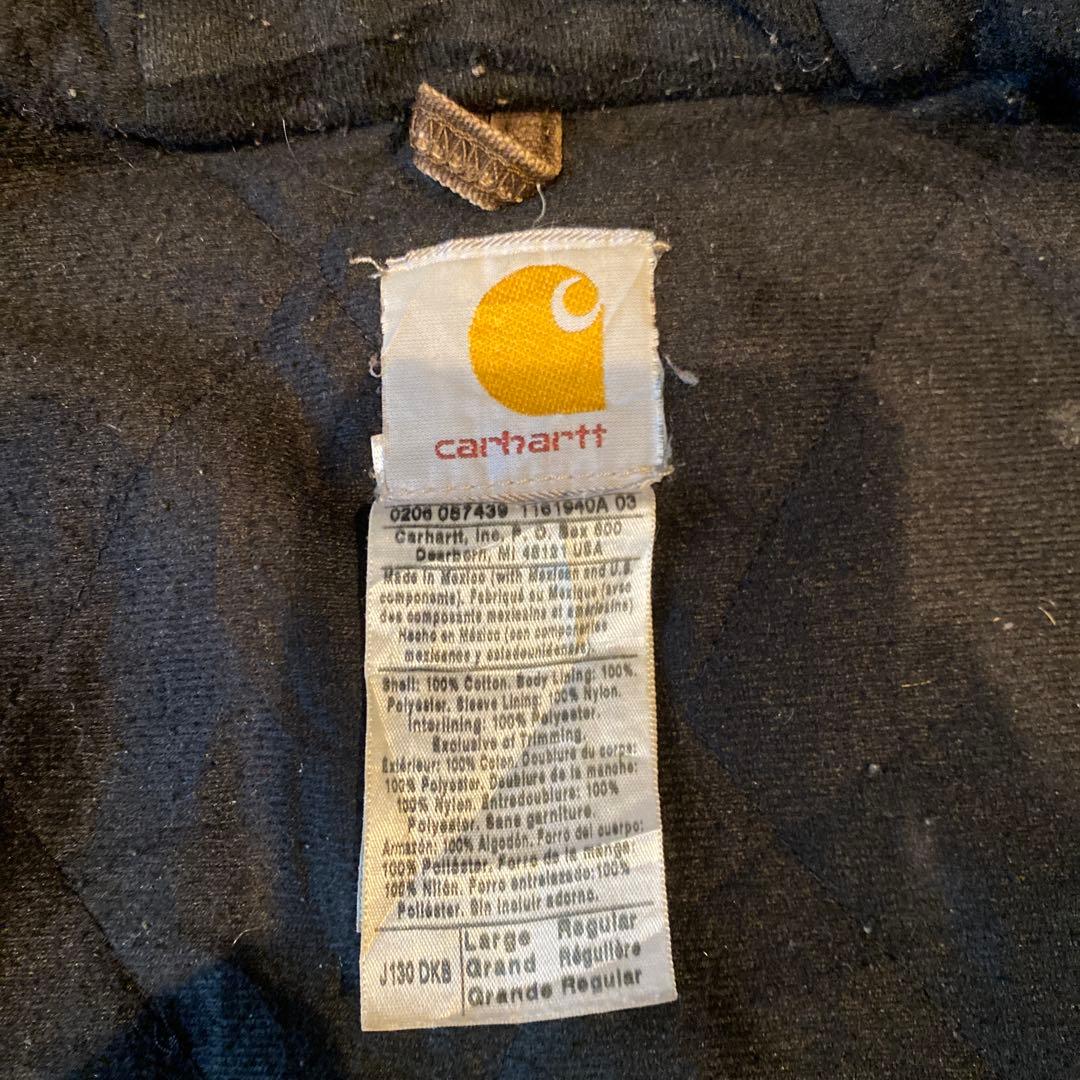 carhartt
0206 087439 1161940A 03
Carhartt, Inc. P. O. Box 600
Dearborn, MI 48121 USA
Made in Mexico (with Mexican and U.S.
components). Fabriqué au Mexique (avec
des composants mexicains et américains)
Hecho en México (con componentes
mexicanos y estadounidenses)
Shell: 100% Cotton. Body Lining: 100%
Polyester. Sleeve Lining: 100% Nylon.
Interlining 100% Polyester.
Exclusive of Trimming.
Extérieur: 100% Coton. Doublure du corps:
100% Polyester. Doublure de la manche:
100% Nylon. Entredoublure: 100%
Polyester. Sans garniture.
Armazón: 100% Algodón. Forro del cuerpo:
100% Poliéster. Forro de la manga:
100% Nilón. Forro entrelazado: 100%
Poliéster. Sin incluir adorno.
J130 DKB
Large Regular
Grand Régulière
Grande Regular